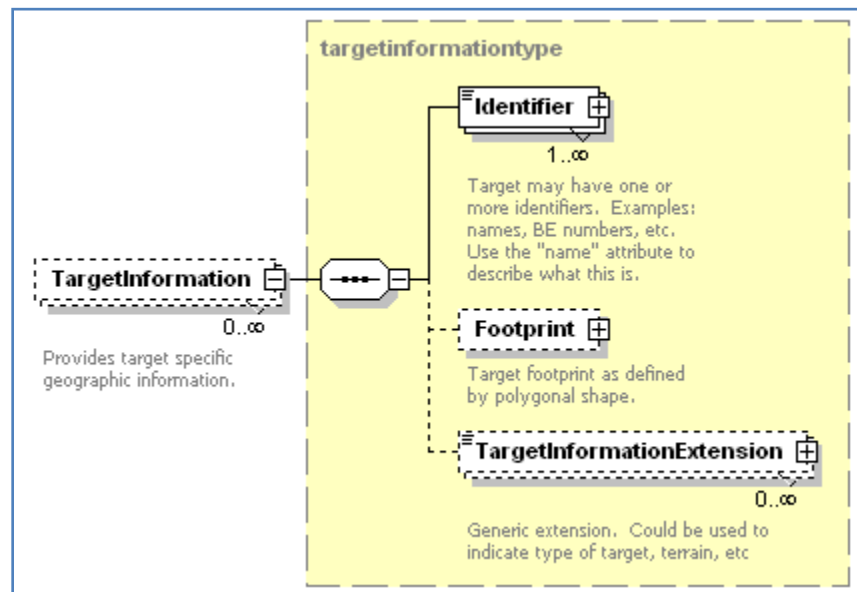 targetinformationtype
Identifier
1..∞
Target may have one or
more identifiers.  Examples:
names, BE numbers, etc.
Use the "name" attribute to
describe what this is.
TargetInformation
0..∞
Provides target specific
geographic information.
Footprint
Target footprint as defined
by polygonal shape.
TargetInformationExtension
0..∞
Generic extension.  Could be used to
indicate type of target, terrain, etc